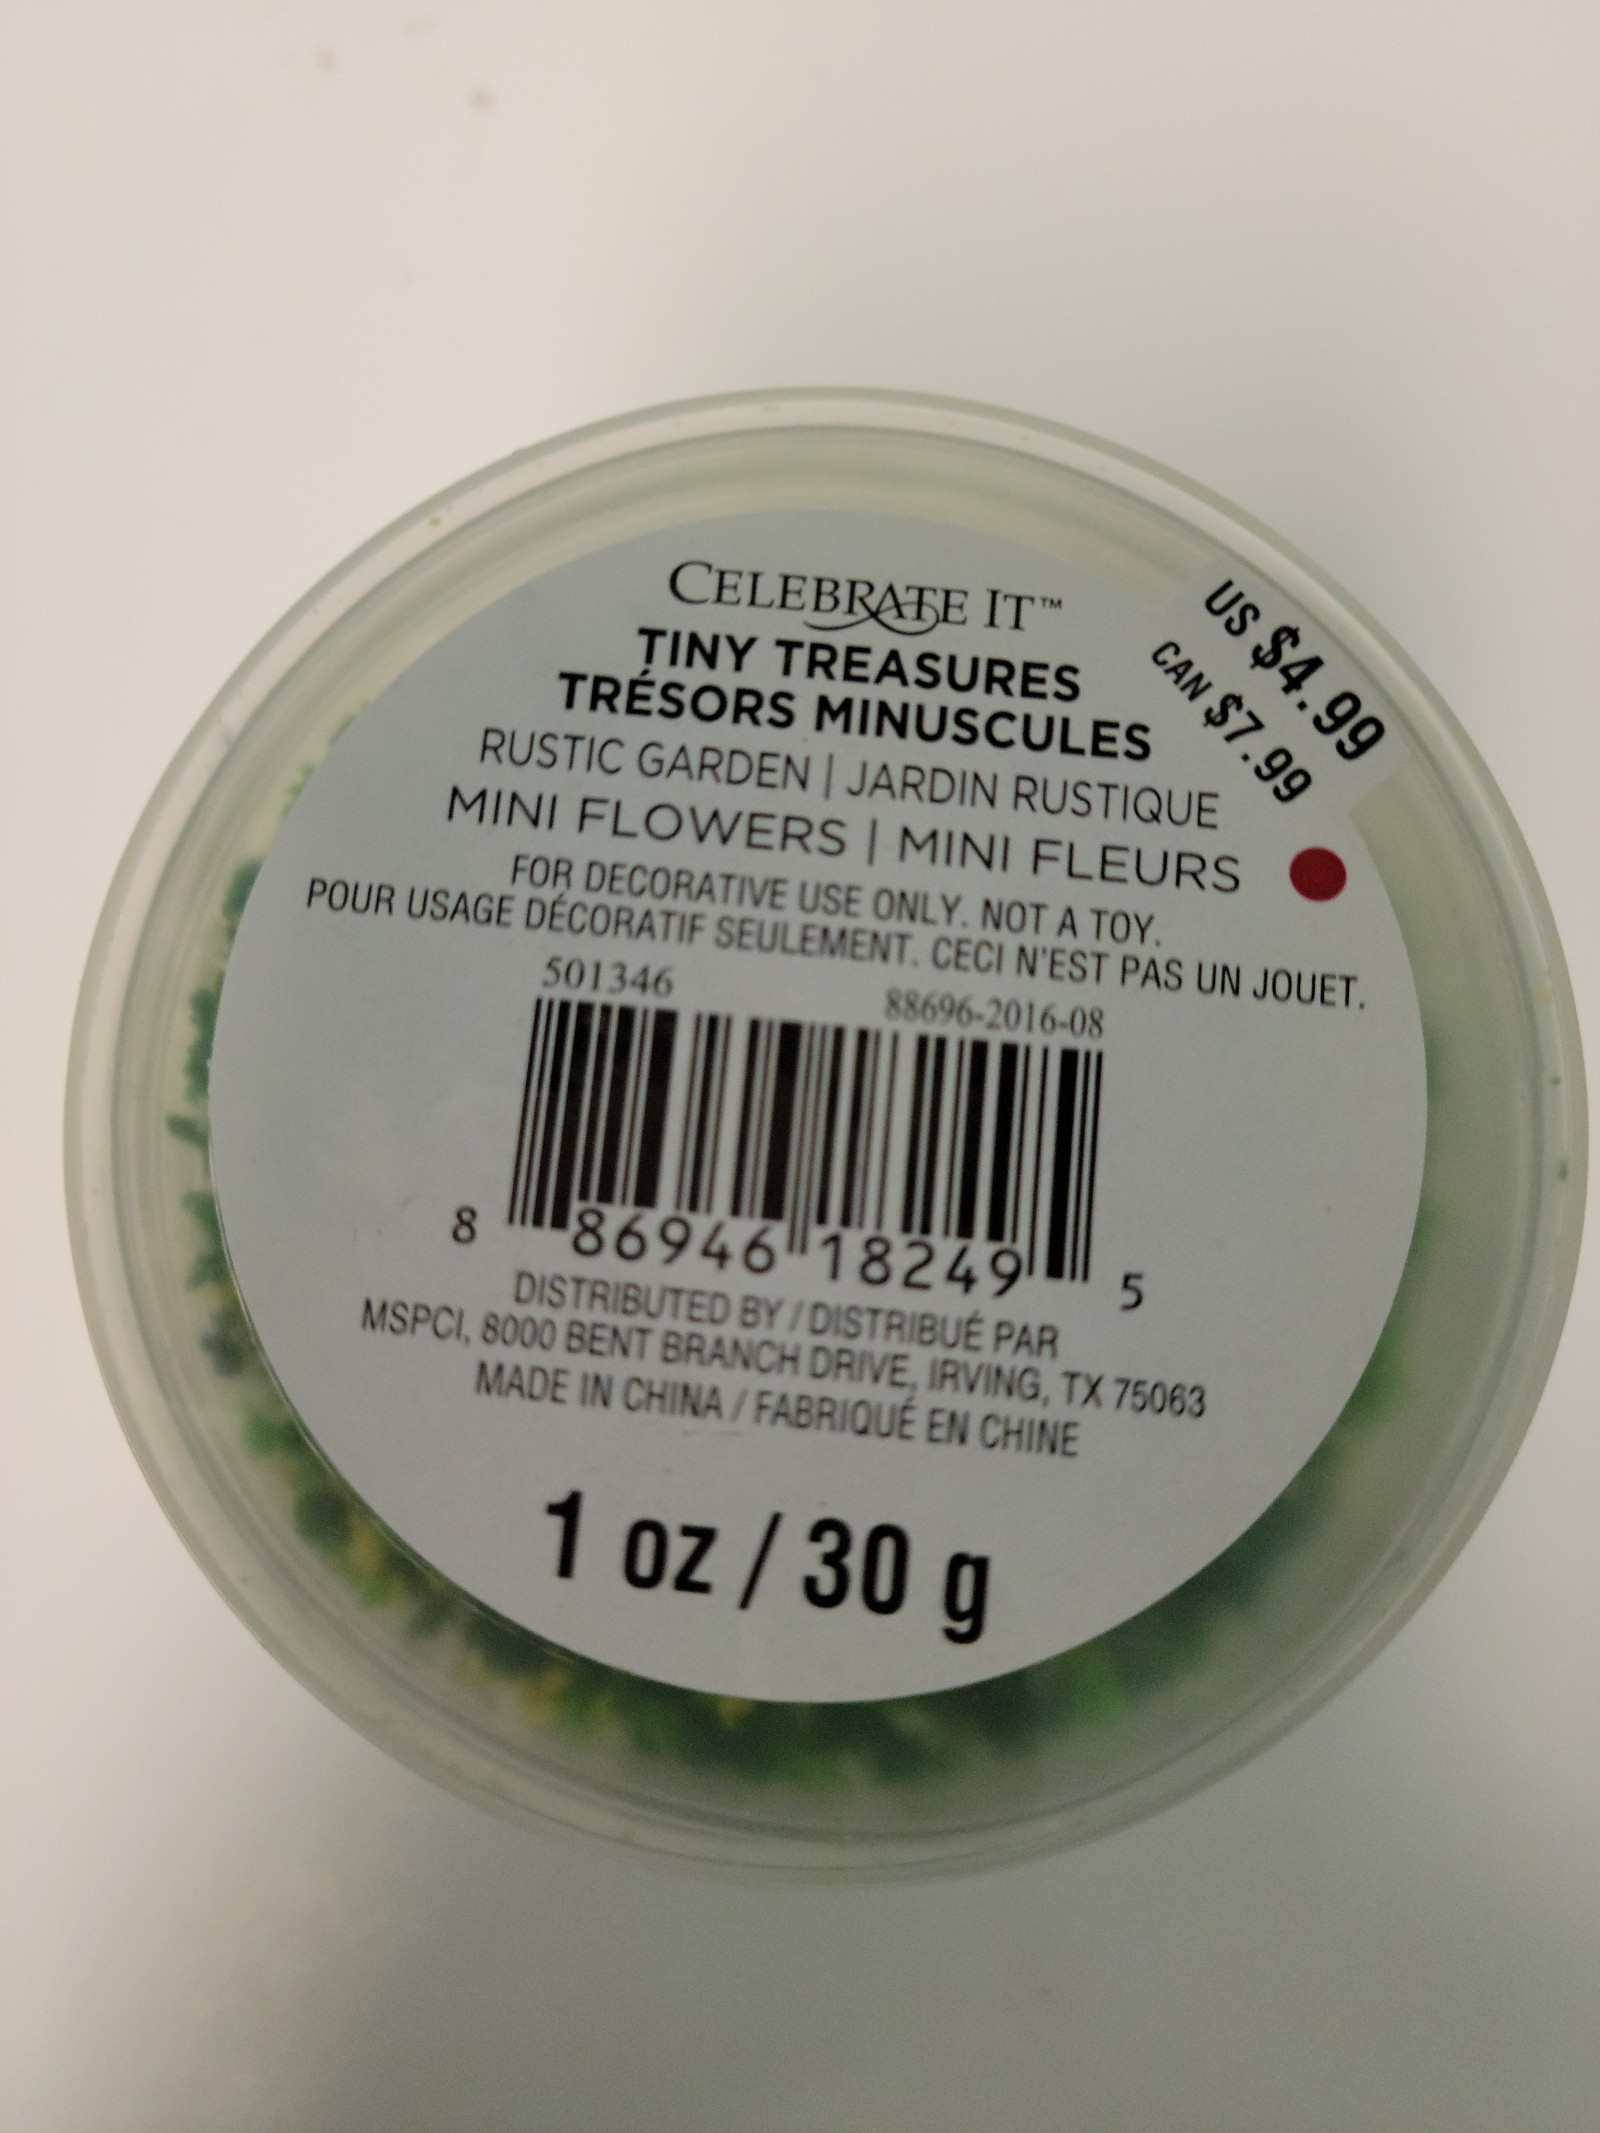 CELEBRATE IT™
TINY TREASURES
TRÉSORS MINUSCULES
RUSTIC GARDEN | JARDIN RUSTIQUE
MINI FLOWERS | MINI FLEURS
US $4.99
CAN $7.99
FOR DECORATIVE USE ONLY. NOT A TOY.
POUR USAGE DÉCORATIF SEULEMENT. CECI N'EST PAS UN JOUET.
501346 88696-2016-08
8 86946 18249 5
DISTRIBUTED BY / DISTRIBUÉ PAR
MSPCI, 8000 BENT BRANCH DRIVE, IRVING, TX 75063
MADE IN CHINA / FABRIQUÉ EN CHINE
1 oz / 30 g